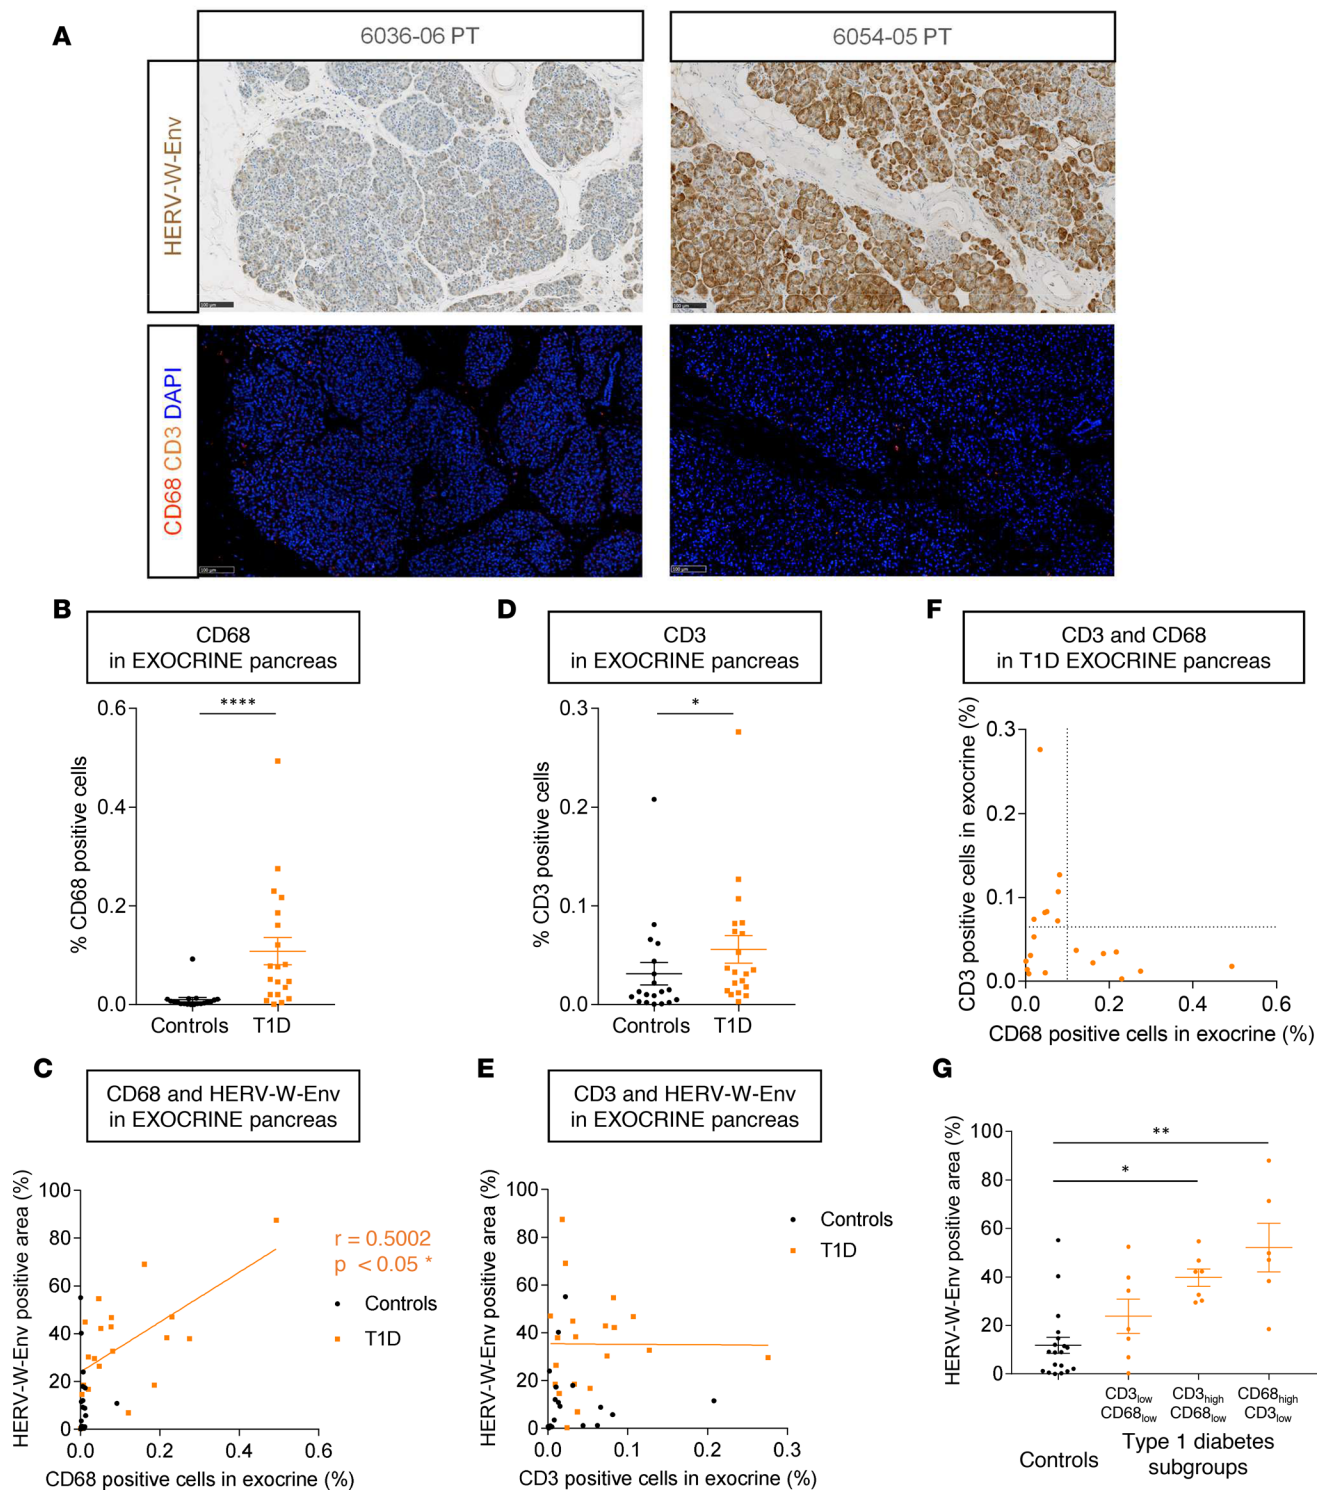 A
6036-06 PT
6054-05 PT
HERV-W-Env
100 µm
100 µm
CD68 CD3 DAPI
100 µm
100 µm
B
CD68
in EXOCRINE pancreas
% CD68 positive cells
0.6
0.4
0.2
0.0
****
Controls
T1D
D
CD3
in EXOCRINE pancreas
% CD3 positive cells
0.3
0.2
0.1
0.0
*
Controls
T1D
F
CD3 and CD68
in T1D EXOCRINE pancreas
CD3 positive cells in exocrine (%)
0.3
0.2
0.1
0.0
0.0
0.2
0.4
0.6
CD68 positive cells in exocrine (%)
C
CD68 and HERV-W-Env
in EXOCRINE pancreas
HERV-W-Env positive area (%)
100
80
60
40
20
0
r = 0.5002
p < 0.05 *
Controls
T1D
0.0
0.2
0.4
0.6
CD68 positive cells in exocrine (%)
E
CD3 and HERV-W-Env
in EXOCRINE pancreas
HERV-W-Env positive area (%)
100
80
60
40
20
0
Controls
T1D
0.0
0.1
0.2
0.3
CD3 positive cells in exocrine (%)
G
HERV-W-Env positive area (%)
100
80
60
40
20
0
**
*
CD3low
CD68low
CD3high
CD68low
CD68high
CD3low
Controls
Type 1 diabetes
subgroups